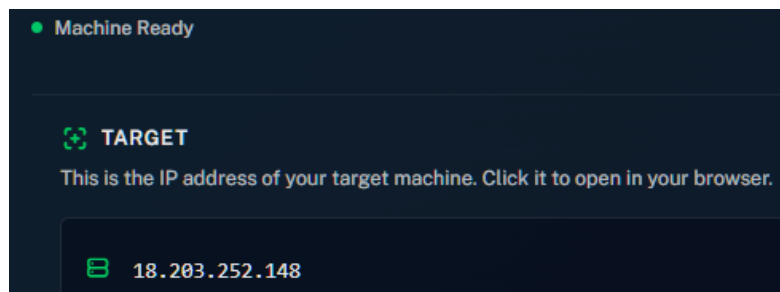 Machine Ready
TARGET
This is the IP address of your target machine. Click it to open in your browser.
18.203.252.148